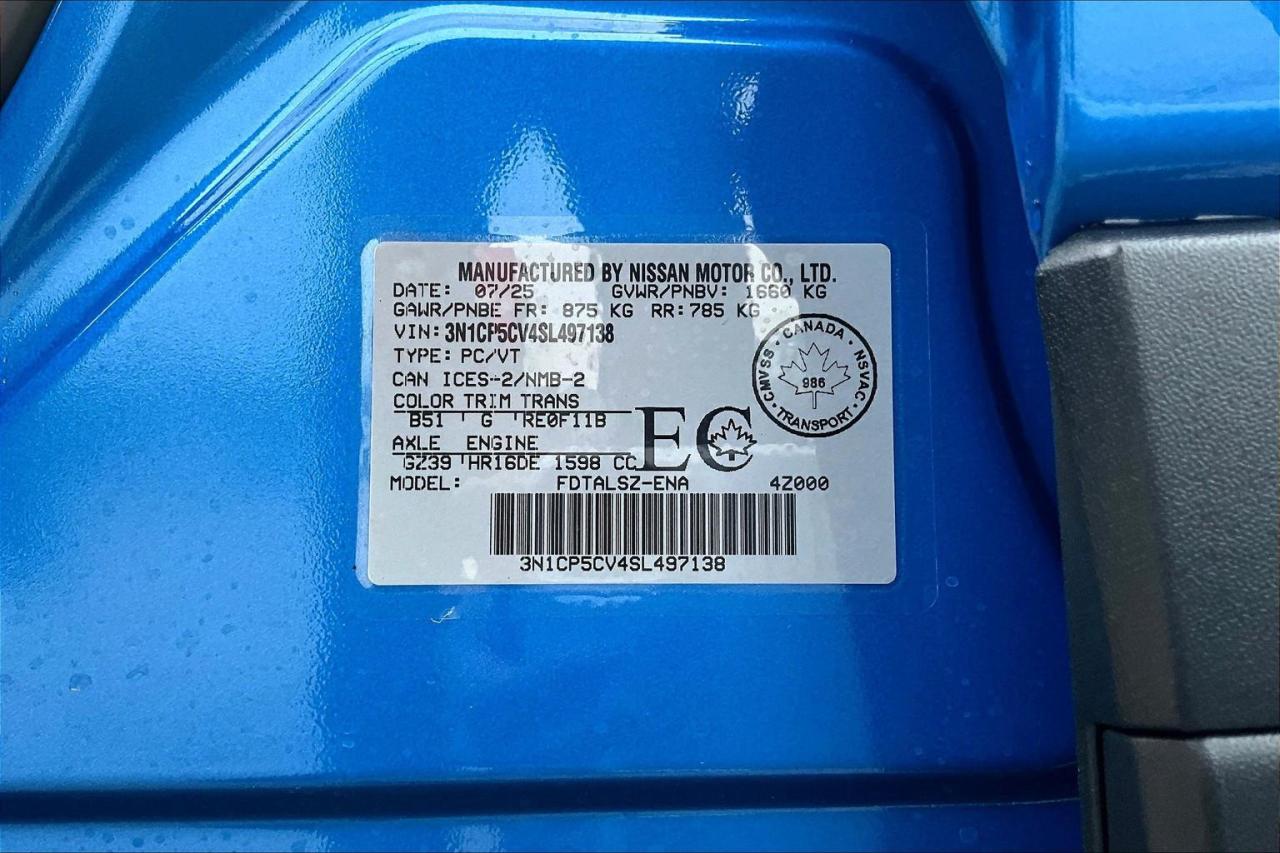 MANUFACTURED BY NISSAN MOTOR CO., LTD.
DATE: 07/25 GVWR/PNBV: 1660 KG
GAWR/PNBE FR: 875 KG RR: 785 KG
VIN: 3N1CP5CV4SL497138
TYPE: PC/VT
CAN ICES-2/NMB-2
COLOR TRIM TRANS
B51 G RE0F11B
AXLE ENGINE
GZ39 HR16DE 1598 CC
EC
CANADA
CMVSS · NSVAC
986
TRANSPORT
MODEL: FDTALSZ-ENA 4Z000
3N1CP5CV4SL497138